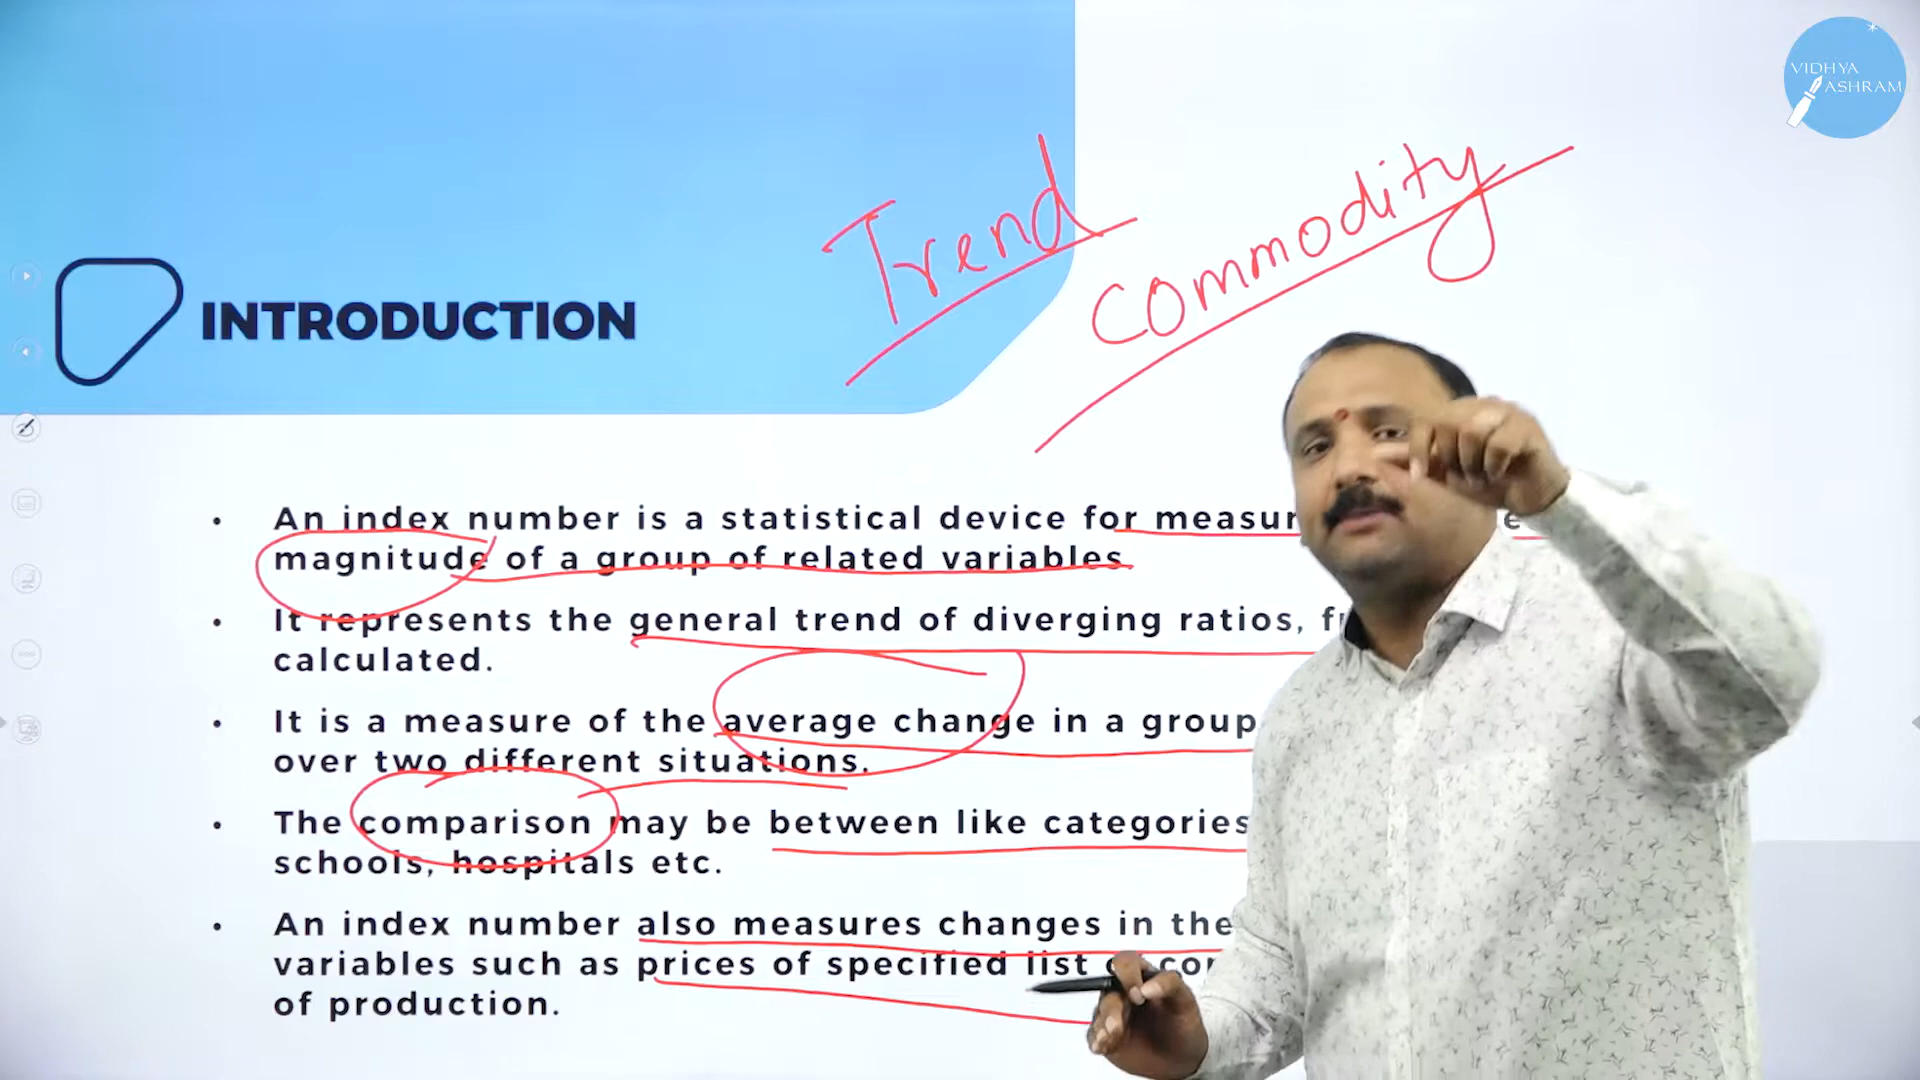 VIDHYA
ASHRAM
Trend
Commodity
INTRODUCTION
• An index number is a statistical device for measur
magnitude of a group of related variables.
• It represents the general trend of diverging ratios,
calculated.
• It is a measure of the average change in a group
over two different situations.
• The comparison may be between like categories
schools, hospitals etc.
• An index number also measures changes in the
variables such as prices of specified list
of production.